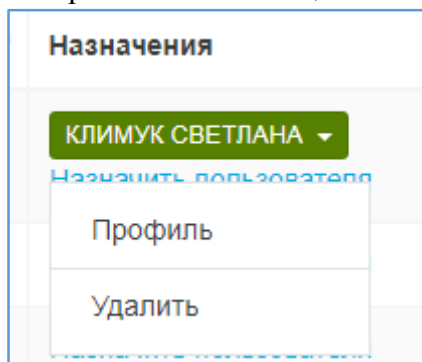 Назначения
КЛИМУК СВЕТЛАНА
Назначить пользователя
Профиль
Удалить